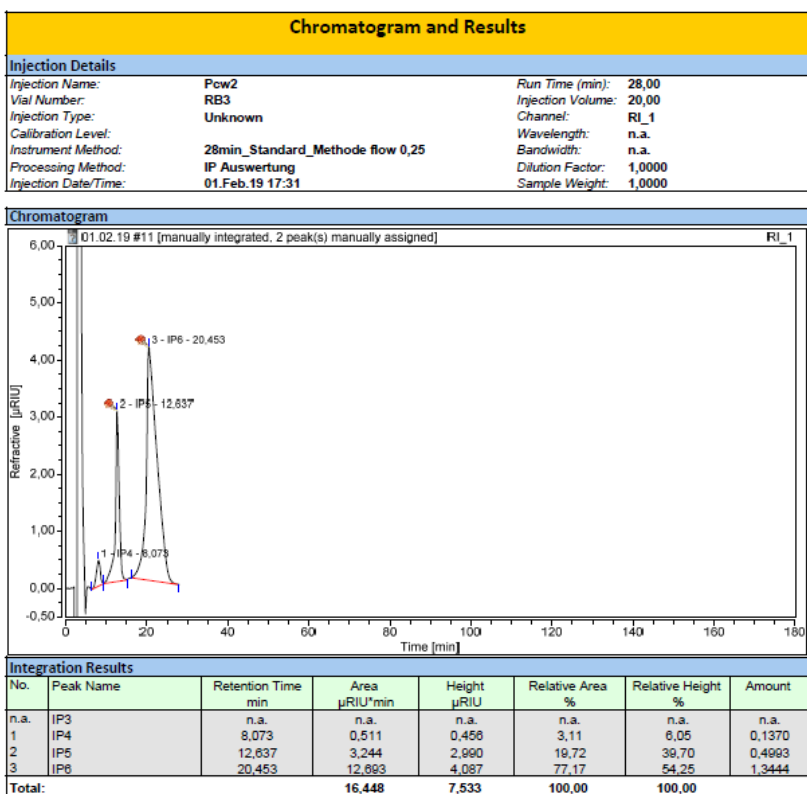 Chromatogram and Results
Injection Details
Injection Name: Pcw2 Run Time (min): 28,00
Vial Number: RB3 Injection Volume: 20,00
Injection Type: Unknown Channel: RI_1
Calibration Level: Wavelength: n.a.
Instrument Method: 28min_Standard_Methode flow 0,25 Bandwidth: n.a.
Processing Method: IP Auswertung Dilution Factor: 1,0000
Injection Date/Time: 01.Feb.19 17:31 Sample Weight: 1,0000
Chromatogram
01.02.19 #11 [manually integrated, 2 peak(s) manually assigned] RI_1
6,00
5,00
4,00
3,00
2,00
1,00
0,00
-0,50
Refractive [µRIU]
3 - IP6 - 20,453
2 - IP5 - 12,637
1 - IP4 - 8,073
0 20 40 60 80 100 120 140 160 180
Time [min]
Integration Results
No. Peak Name Retention Time Area Height Relative Area Relative Height Amount
min µRIU*min µRIU % %
n.a. IP3 n.a. n.a. n.a. n.a. n.a. n.a.
1 IP4 8,073 0,511 0,456 3,11 6,05 0,1370
2 IP5 12,637 3,244 2,990 19,72 39,70 0,4993
3 IP6 20,453 12,693 4,087 77,17 54,25 1,3444
Total: 16,448 7,533 100,00 100,00